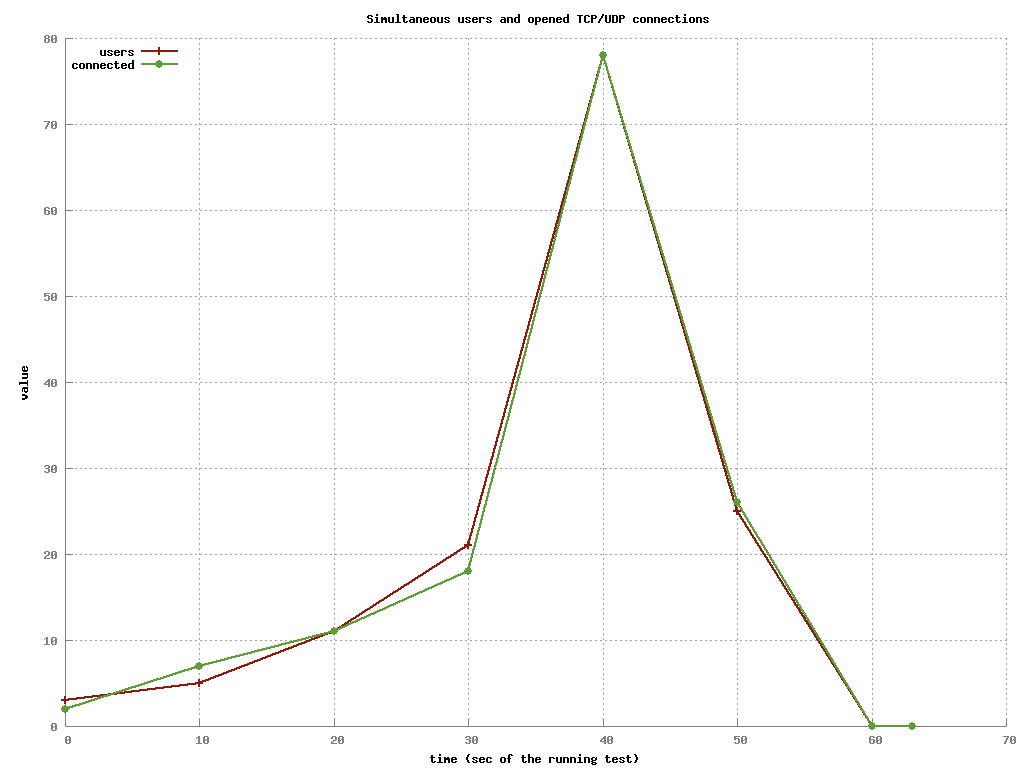 Simultaneous users and opened TCP/UDP connections
users
connected
80
70
60
50
40
30
20
10
0
value
0 10 20 30 40 50 60 70
time (sec of the running test)